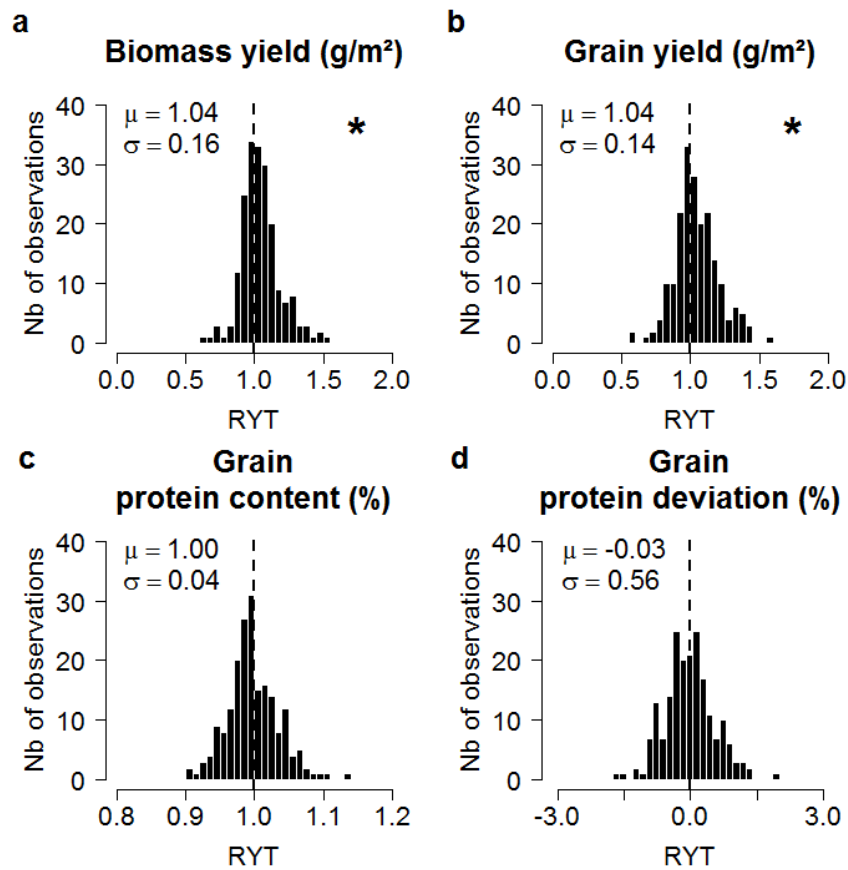 a
Biomass yield (g/m²)
μ = 1.04
σ = 0.16
*
Nb of observations
40
30
20
10
0
0.0 0.5 1.0 1.5 2.0
RYT
b
Grain yield (g/m²)
μ = 1.04
σ = 0.14
*
Nb of observations
40
30
20
10
0
0.0 0.5 1.0 1.5 2.0
RYT
c
Grain
protein content (%)
μ = 1.00
σ = 0.04
Nb of observations
40
30
20
10
0
0.8 0.9 1.0 1.1 1.2
RYT
d
Grain
protein deviation (%)
μ = -0.03
σ = 0.56
Nb of observations
40
30
20
10
0
-3.0 0.0 3.0
RYT